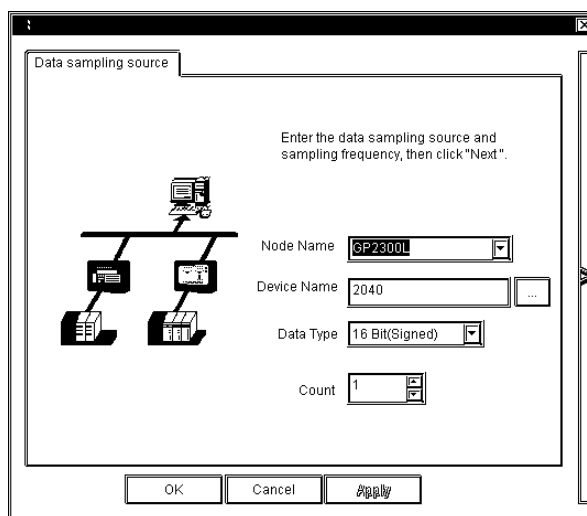 Data sampling source
Enter the data sampling source and
sampling frequency, then click "Next".
Node Name
GP2300L
Device Name
2040
...
Data Type
16 Bit(Signed)
Count
1
OK
Cancel
Apply